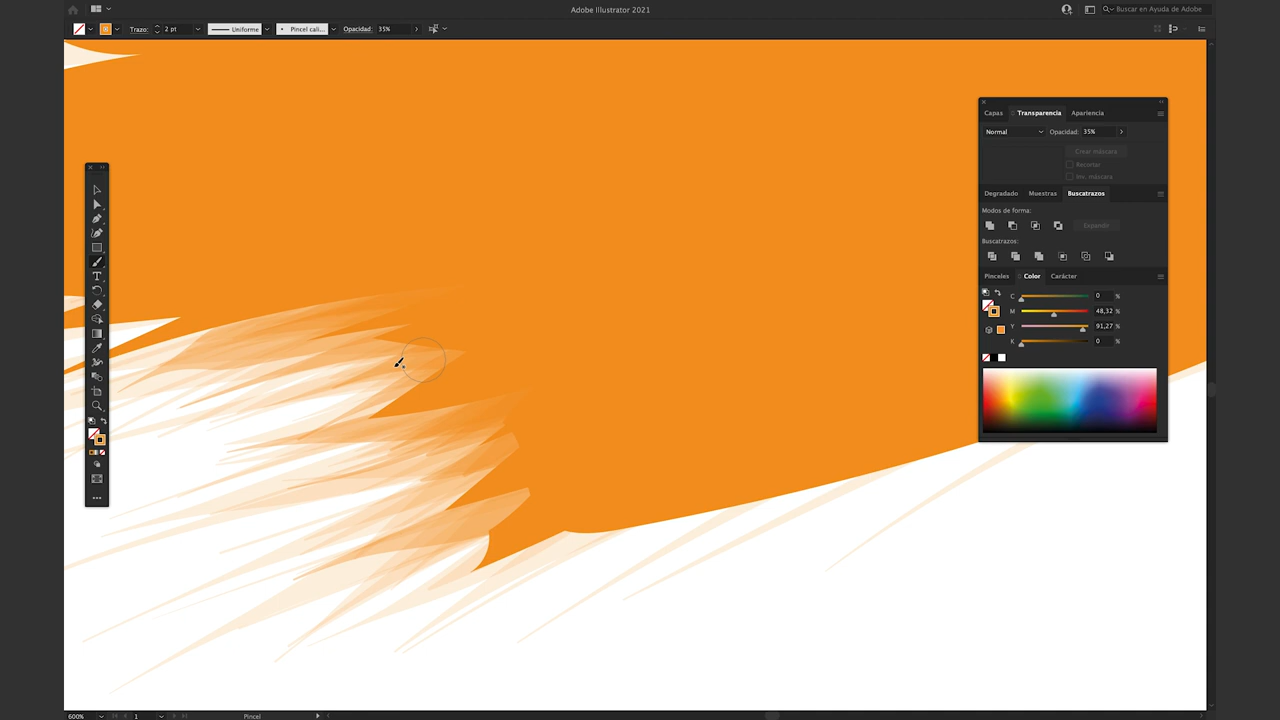 Adobe Illustrator 2021
Buscar en Ayuda de Adobe
Trazo: 2 pt Uniforme Pincel cali... Opacidad: 35%
Capas Transparencia Apariencia
Normal Opacidad: 35%
Crear máscara
Recortar
Inv. máscara
Degradado Muestras Buscatrazos
Modos de forma:
Expandir
Buscatrazos:
Pinceles Color Carácter
C 0 %
M 48,32 %
Y 91,27 %
K 0 %
600% 1 Pincel